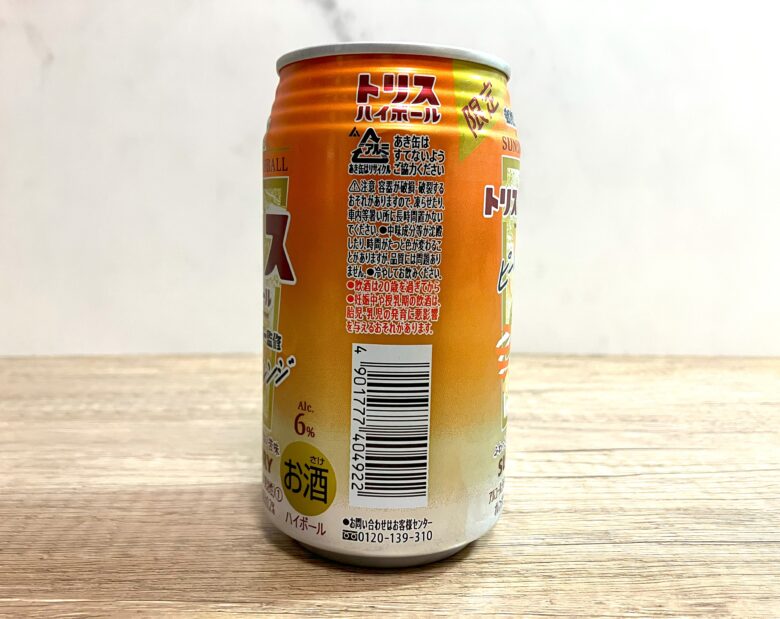 トリス
ハイボール
限定
アルミ
あき缶はリサイクル
あき缶は
すてないよう
ご協力ください
⚠注意 容器が破損・破裂する
おそれがありますので、凍らせたり、
車内等暑い所に長時間置かない
でください。●中味成分等が沈殿
したり、時間がたつと色が変わるこ
とがありますが、品質には問題あり
ません。●冷やしてお飲みください。
●飲酒は20歳を過ぎてから
●妊娠中や授乳期の飲酒は、
胎児・乳児の発育に悪影響
を与えるおそれがあります。
4 901777 404922
Alc.
6%
さけ
お酒
ハイボール
●お問い合わせはお客様センター
0120-139-310
BALL
ス
監修
ンジ
SUN
トリス